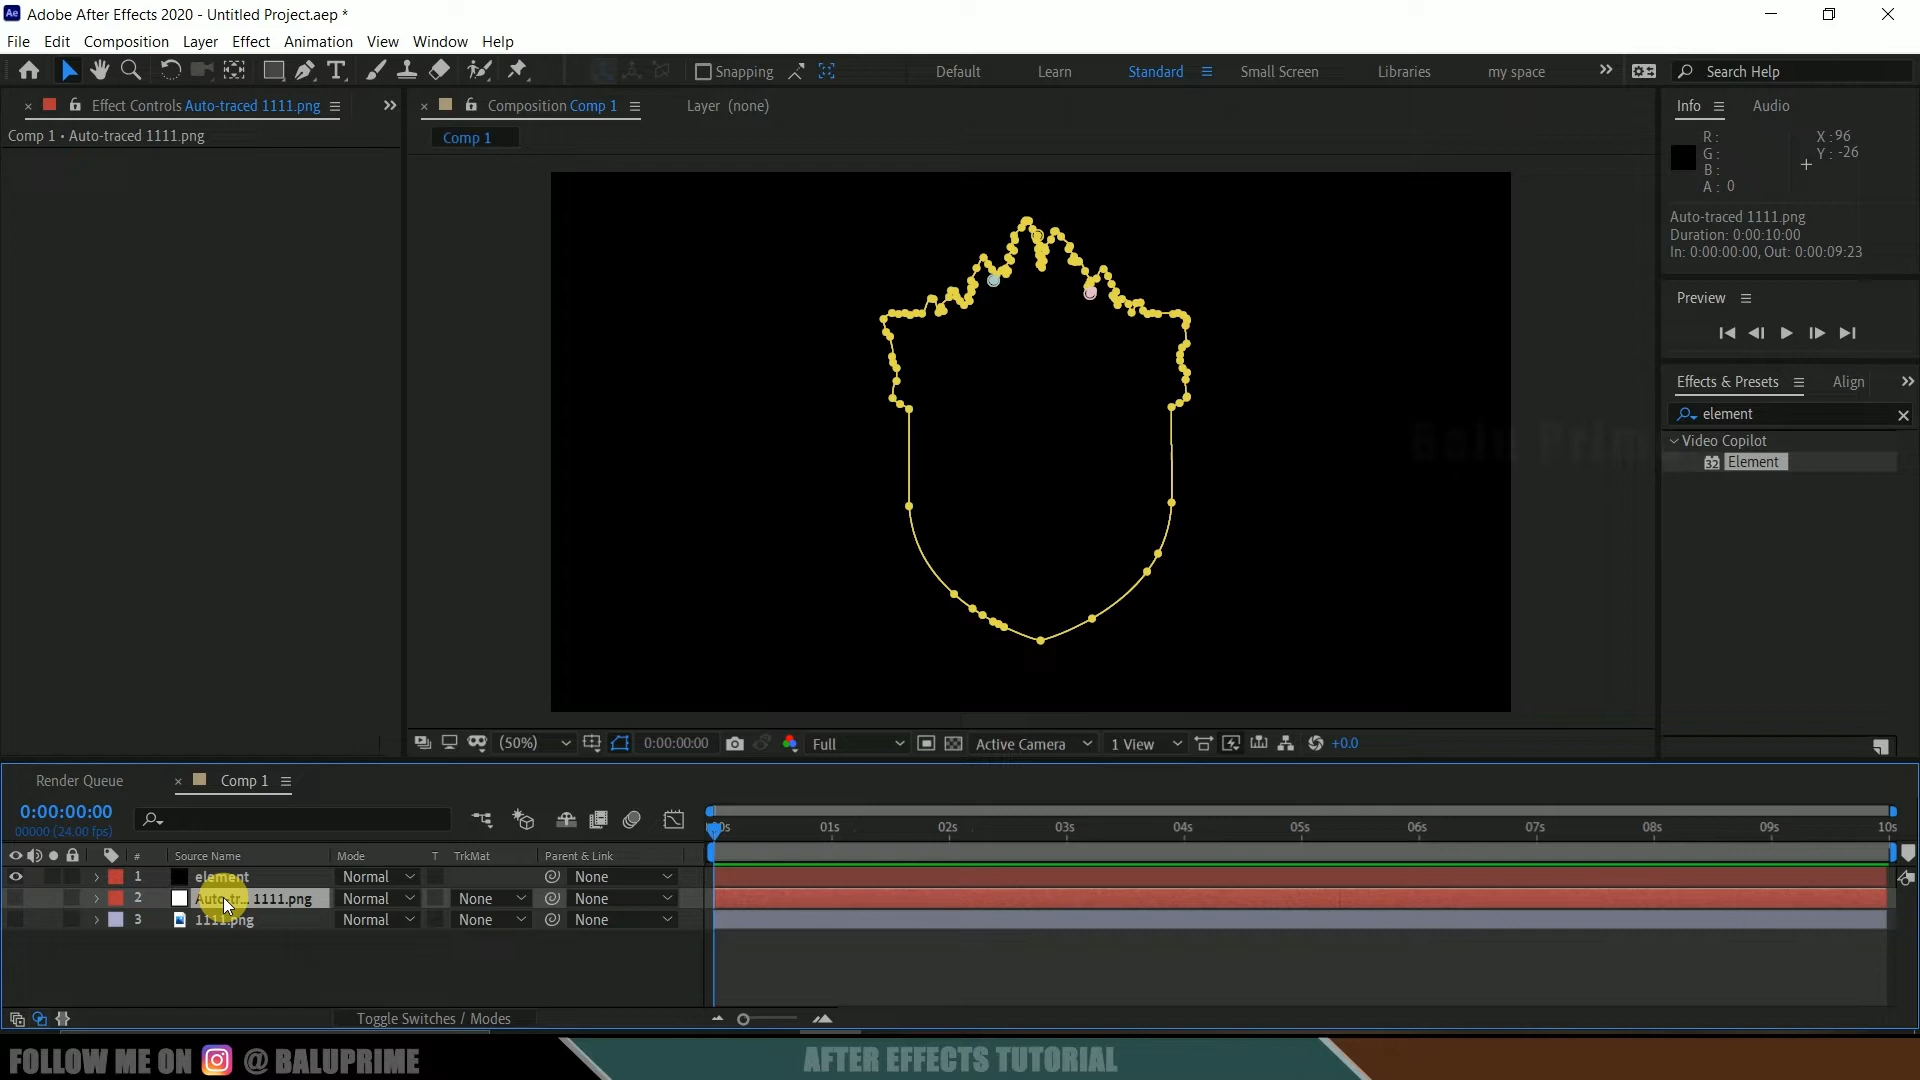 Adobe After Effects 2020 - Untitled Project.aep *
File Edit Composition Layer Effect Animation View Window Help
Snapping Default Learn Standard Small Screen Libraries my space Search Help
Effect Controls Auto-traced 1111.png
Composition Comp 1
Layer (none)
Info Audio
Comp 1 • Auto-traced 1111.png
Comp 1
R :
G :
B :
A : 0
X : 96
Y : -26
Auto-traced 1111.png
Duration: 0:00:10:00
In: 0:00:00:00, Out: 0:00:09:23
Preview
Effects & Presets Align
element
Video Copilot
32 Element
(50%) 0:00:00:00 Full Active Camera 1 View +0.0
Render Queue Comp 1
0:00:00:00
00000 (24.00 fps)
01s 02s 03s 04s 05s 06s 07s 08s 09s 10s
# Source Name Mode T TrkMat Parent & Link
1 element Normal None
2 1111.png Normal None None
3 1111.png Normal None None
Toggle Switches / Modes
FOLLOW ME ON @ BALUPRIME
AFTER EFFECTS TUTORIAL